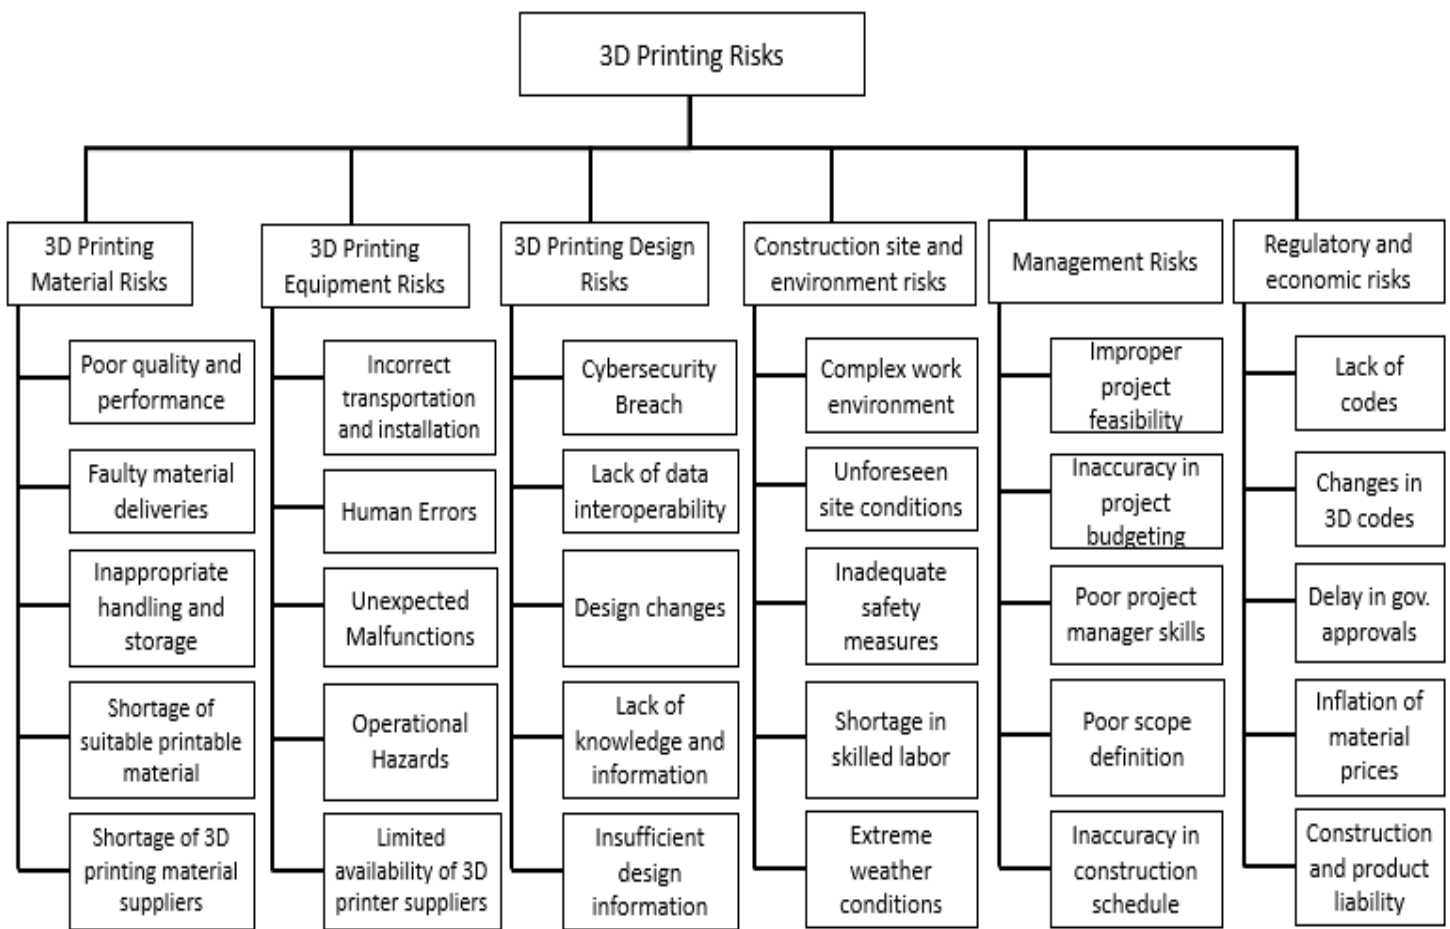 3D Printing Risks
3D Printing
Material Risks
Poor quality and
performance
Faulty material
deliveries
Inappropriate
handling and
storage
Shortage of
suitable printable
material
Shortage of 3D
printing material
suppliers
3D Printing
Equipment Risks
Incorrect
transportation
and installation
Human Errors
Unexpected
Malfunctions
Operational
Hazards
Limited
availability of 3D
printer suppliers
3D Printing Design
Risks
Cybersecurity
Breach
Lack of data
interoperability
Design changes
Lack of
knowledge and
information
Insufficient
design
information
Construction site and
environment risks
Complex work
environment
Unforeseen
site conditions
Inadequate
safety
measures
Shortage in
skilled labor
Extreme
weather
conditions
Management Risks
Improper
project
feasibility
Inaccuracy in
project
budgeting
Poor project
manager skills
Poor scope
definition
Inaccuracy in
construction
schedule
Regulatory and
economic risks
Lack of
codes
Changes in
3D codes
Delay in gov.
approvals
Inflation of
material
prices
Construction
and product
liability